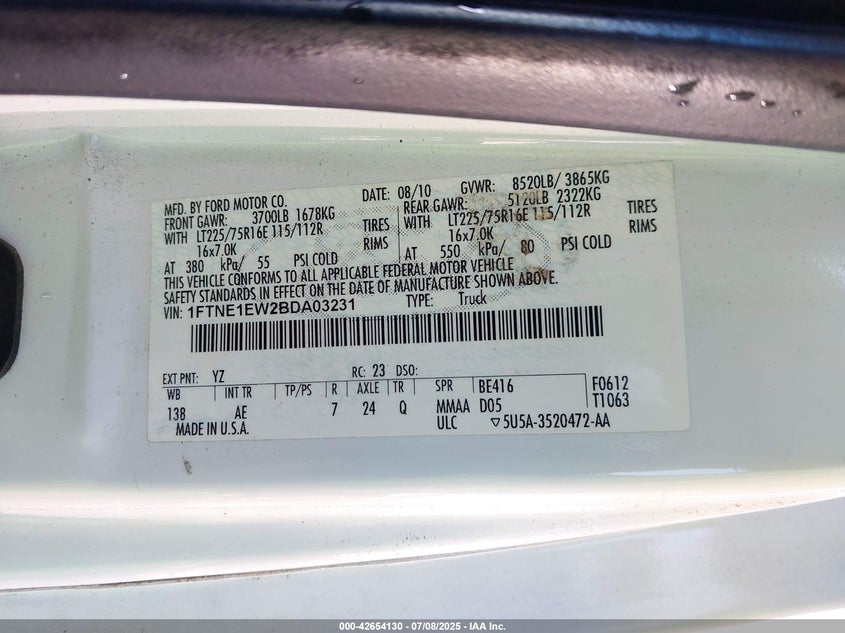 MFD. BY FORD MOTOR CO. DATE: 08/10 GVWR: 8520LB/ 3865KG
FRONT GAWR: 3700LB 1678KG REAR GAWR: 5120LB 2322KG
WITH LT225/75R16E 115/112R TIRES WITH LT225/75R16E 115/112R TIRES
16x7.0K RIMS 16x7.0K RIMS
AT 380 kPa/ 55 PSI COLD AT 550 kPa/ 80 PSI COLD
THIS VEHICLE CONFORMS TO ALL APPLICABLE FEDERAL MOTOR VEHICLE
SAFETY STANDARDS IN EFFECT ON THE DATE OF MANUFACTURE SHOWN ABOVE.
VIN: 1FTNE1EW2BDA03231 TYPE: Truck
EXT PNT: YZ RC: 23 DSO:
WB INT TR TP/PS R AXLE TR SPR BE416 F0612
138 AE 7 24 Q MMAA D05 T1063
MADE IN U.S.A. ULC ▽5U5A-3520472-AA
000-42654130 - 07/08/2025 - IAA Inc.